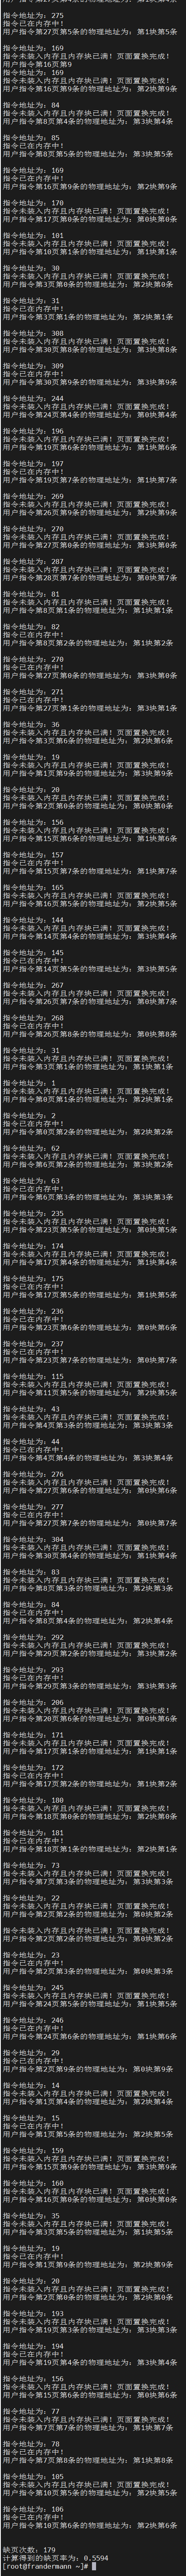 指令地址为：275
指令已在内存中！
用户指令第27页第5条的物理地址为：第1块第5条

指令地址为：169
指令未装入内存且内存块已满！页面置换完成！
用户指令第16页第9
指令地址为：169
指令未装入内存且内存块已满！页面置换完成！
用户指令第16页第9条的物理地址为：第2块第9条

指令地址为：84
指令未装入内存且内存块已满！页面置换完成！
用户指令第8页第4条的物理地址为：第3块第4条

指令地址为：85
指令已在内存中！
用户指令第8页第5条的物理地址为：第3块第5条

指令地址为：169
指令已在内存中！
用户指令第16页第9条的物理地址为：第2块第9条

指令地址为：170
指令未装入内存且内存块已满！页面置换完成！
用户指令第17页第0条的物理地址为：第0块第0条

指令地址为：101
指令未装入内存且内存块已满！页面置换完成！
用户指令第10页第1条的物理地址为：第1块第1条

指令地址为：30
指令未装入内存且内存块已满！页面置换完成！
用户指令第3页第0条的物理地址为：第2块第0条

指令地址为：31
指令已在内存中！
用户指令第3页第1条的物理地址为：第2块第1条

指令地址为：308
指令未装入内存且内存块已满！页面置换完成！
用户指令第30页第8条的物理地址为：第3块第8条

指令地址为：309
指令已在内存中！
用户指令第30页第9条的物理地址为：第3块第9条

指令地址为：244
指令未装入内存且内存块已满！页面置换完成！
用户指令第24页第4条的物理地址为：第0块第4条

指令地址为：196
指令未装入内存且内存块已满！页面置换完成！
用户指令第19页第6条的物理地址为：第1块第6条

指令地址为：197
指令已在内存中！
用户指令第19页第7条的物理地址为：第1块第7条

指令地址为：269
指令未装入内存且内存块已满！页面置换完成！
用户指令第26页第9条的物理地址为：第2块第9条

指令地址为：270
指令未装入内存且内存块已满！页面置换完成！
用户指令第27页第0条的物理地址为：第3块第0条

指令地址为：287
指令未装入内存且内存块已满！页面置换完成！
用户指令第28页第7条的物理地址为：第0块第7条

指令地址为：81
指令未装入内存且内存块已满！页面置换完成！
用户指令第8页第1条的物理地址为：第1块第1条

指令地址为：82
指令已在内存中！
用户指令第8页第2条的物理地址为：第1块第2条

指令地址为：270
指令已在内存中！
用户指令第27页第0条的物理地址为：第3块第0条

指令地址为：271
指令已在内存中！
用户指令第27页第1条的物理地址为：第3块第1条

指令地址为：36
指令未装入内存且内存块已满！页面置换完成！
用户指令第3页第6条的物理地址为：第2块第6条

指令地址为：19
指令未装入内存且内存块已满！页面置换完成！
用户指令第1页第9条的物理地址为：第3块第9条

指令地址为：20
指令未装入内存且内存块已满！页面置换完成！
用户指令第2页第0条的物理地址为：第0块第0条

指令地址为：156
指令未装入内存且内存块已满！页面置换完成！
用户指令第15页第6条的物理地址为：第1块第6条

指令地址为：157
指令已在内存中！
用户指令第15页第7条的物理地址为：第1块第7条

指令地址为：165
指令未装入内存且内存块已满！页面置换完成！
用户指令第16页第5条的物理地址为：第2块第5条

指令地址为：144
指令未装入内存且内存块已满！页面置换完成！
用户指令第14页第4条的物理地址为：第3块第4条

指令地址为：145
指令已在内存中！
用户指令第14页第5条的物理地址为：第3块第5条

指令地址为：267
指令未装入内存且内存块已满！页面置换完成！
用户指令第26页第7条的物理地址为：第0块第7条

指令地址为：268
指令已在内存中！
用户指令第26页第8条的物理地址为：第0块第8条

指令地址为：31
指令未装入内存且内存块已满！页面置换完成！
用户指令第3页第1条的物理地址为：第1块第1条

指令地址为：1
指令未装入内存且内存块已满！页面置换完成！
用户指令第0页第1条的物理地址为：第2块第1条

指令地址为：2
指令已在内存中！
用户指令第0页第2条的物理地址为：第2块第2条

指令地址为：62
指令未装入内存且内存块已满！页面置换完成！
用户指令第6页第2条的物理地址为：第3块第2条

指令地址为：63
指令已在内存中！
用户指令第6页第3条的物理地址为：第3块第3条

指令地址为：235
指令未装入内存且内存块已满！页面置换完成！
用户指令第23页第5条的物理地址为：第0块第5条

指令地址为：174
指令未装入内存且内存块已满！页面置换完成！
用户指令第17页第4条的物理地址为：第1块第4条

指令地址为：175
指令已在内存中！
用户指令第17页第5条的物理地址为：第1块第5条

指令地址为：236
指令已在内存中！
用户指令第23页第6条的物理地址为：第0块第6条

指令地址为：237
指令已在内存中！
用户指令第23页第7条的物理地址为：第0块第7条

指令地址为：115
指令未装入内存且内存块已满！页面置换完成！
用户指令第11页第5条的物理地址为：第2块第5条

指令地址为：43
指令未装入内存且内存块已满！页面置换完成！
用户指令第4页第3条的物理地址为：第3块第3条

指令地址为：44
指令已在内存中！
用户指令第4页第4条的物理地址为：第3块第4条

指令地址为：276
指令未装入内存且内存块已满！页面置换完成！
用户指令第27页第6条的物理地址为：第0块第6条

指令地址为：277
指令已在内存中！
用户指令第27页第7条的物理地址为：第0块第7条

指令地址为：304
指令未装入内存且内存块已满！页面置换完成！
用户指令第30页第4条的物理地址为：第1块第4条

指令地址为：83
指令未装入内存且内存块已满！页面置换完成！
用户指令第8页第3条的物理地址为：第2块第3条

指令地址为：84
指令已在内存中！
用户指令第8页第4条的物理地址为：第2块第4条

指令地址为：292
指令未装入内存且内存块已满！页面置换完成！
用户指令第29页第2条的物理地址为：第3块第2条

指令地址为：293
指令已在内存中！
用户指令第29页第3条的物理地址为：第3块第3条

指令地址为：206
指令未装入内存且内存块已满！页面置换完成！
用户指令第20页第6条的物理地址为：第0块第6条

指令地址为：171
指令未装入内存且内存块已满！页面置换完成！
用户指令第17页第1条的物理地址为：第1块第1条

指令地址为：172
指令已在内存中！
用户指令第17页第2条的物理地址为：第1块第2条

指令地址为：180
指令未装入内存且内存块已满！页面置换完成！
用户指令第18页第0条的物理地址为：第2块第0条

指令地址为：181
指令已在内存中！
用户指令第18页第1条的物理地址为：第2块第1条

指令地址为：73
指令未装入内存且内存块已满！页面置换完成！
用户指令第7页第3条的物理地址为：第3块第3条

指令地址为：22
指令未装入内存且内存块已满！页面置换完成！
用户指令第2页第2条的物理地址为：第0块第2条

指令未装入内存且内存块已满！页面置换完成！
用户指令第2页第2条的物理地址为：第0块第2条

指令地址为：23
指令已在内存中！
用户指令第2页第3条的物理地址为：第0块第3条

指令地址为：245
指令未装入内存且内存块已满！页面置换完成！
用户指令第24页第5条的物理地址为：第1块第5条

指令地址为：246
指令已在内存中！
用户指令第24页第6条的物理地址为：第1块第6条

指令地址为：29
指令已在内存中！
用户指令第2页第9条的物理地址为：第0块第9条

指令地址为：14
指令未装入内存且内存块已满！页面置换完成！
用户指令第1页第4条的物理地址为：第2块第4条

指令地址为：15
指令已在内存中！
用户指令第1页第5条的物理地址为：第2块第5条

指令地址为：159
指令未装入内存且内存块已满！页面置换完成！
用户指令第15页第9条的物理地址为：第3块第9条

指令地址为：160
指令未装入内存且内存块已满！页面置换完成！
用户指令第16页第0条的物理地址为：第0块第0条

指令地址为：35
指令未装入内存且内存块已满！页面置换完成！
用户指令第3页第5条的物理地址为：第1块第5条

指令地址为：19
指令已在内存中！
用户指令第1页第9条的物理地址为：第2块第9条

指令地址为：20
指令未装入内存且内存块已满！页面置换完成！
用户指令第2页第0条的物理地址为：第2块第0条

指令地址为：193
指令未装入内存且内存块已满！页面置换完成！
用户指令第19页第3条的物理地址为：第3块第3条

指令地址为：194
指令已在内存中！
用户指令第19页第4条的物理地址为：第3块第4条

指令地址为：156
指令未装入内存且内存块已满！页面置换完成！
用户指令第15页第6条的物理地址为：第0块第6条

指令地址为：77
指令未装入内存且内存块已满！页面置换完成！
用户指令第7页第7条的物理地址为：第1块第7条

指令地址为：78
指令已在内存中！
用户指令第7页第8条的物理地址为：第1块第8条

指令地址为：105
指令未装入内存且内存块已满！页面置换完成！
用户指令第10页第5条的物理地址为：第2块第5条

指令地址为：106
指令已在内存中！
用户指令第10页第6条的物理地址为：第2块第6条

缺页次数：179
计算得到的缺页率为：0.5594
[root@frandermann ~]#